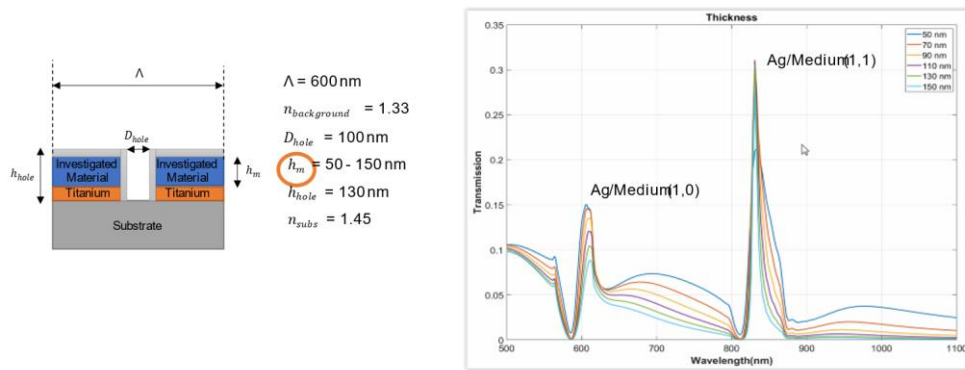 Λ
D_hole
h_hole
Investigated Material
Investigated Material
h_m
Titanium
Titanium
Substrate
Λ = 600 nm
n_background = 1.33
D_hole = 100 nm
h_m = 50 - 150 nm
h_hole = 130 nm
n_subs = 1.45
Thickness
Transmission
0.35
0.3
0.25
0.2
0.15
0.1
0.05
0
Ag/Medium(1,1)
Ag/Medium(1,0)
50 nm
70 nm
90 nm
110 nm
130 nm
150 nm
500 600 700 800 900 1000 1100
Wavelength(nm)